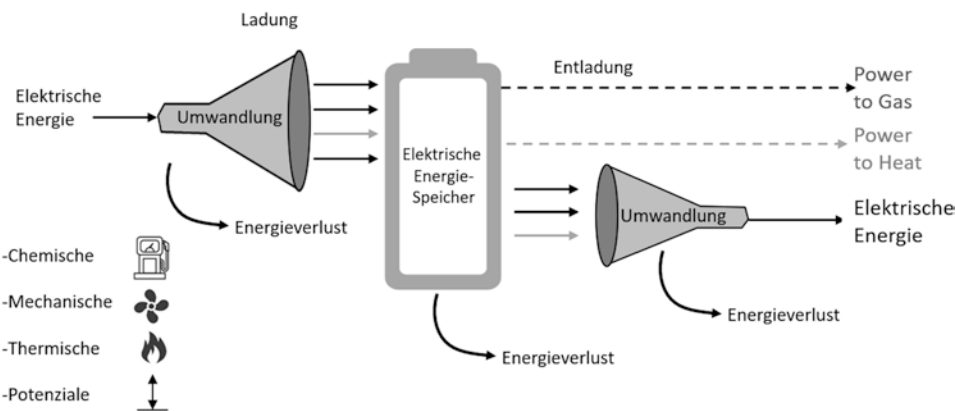 Ladung
Elektrische
Energie
Umwandlung
Energieverlust
-Chemische
-Mechanische
-Thermische
-Potenziale
Elektrische
Energie-
Speicher
Energieverlust
Entladung
Power
to Gas
Power
to Heat
Umwandlung
Elektrische
Energie
Energieverlust